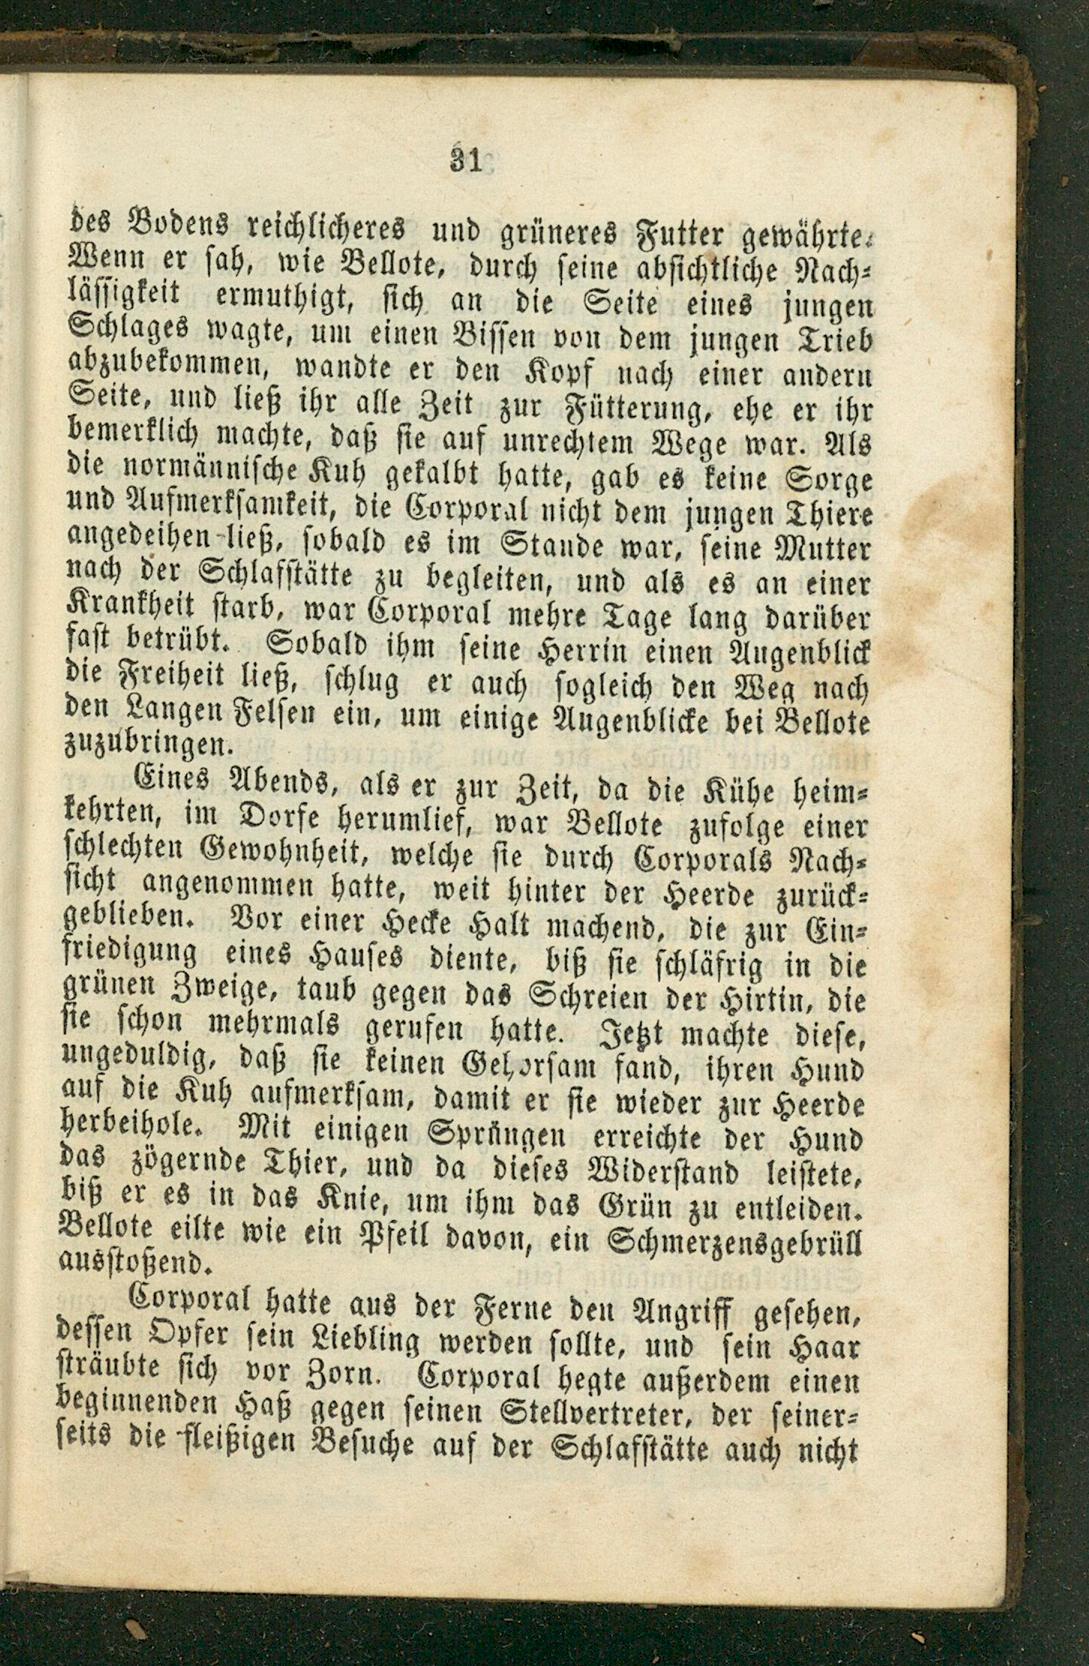 31
des Bodens reichlicheres und grüneres Futter gewährte.
Wenn er sah, wie Bellote, durch seine absichtliche Nach-
lässigkeit ermuthigt, sich an die Seite eines jungen
Schlages wagte, um einen Bissen von dem jungen Trieb
abzubekommen, wandte er den Kopf nach einer andern
Seite, und ließ ihr alle Zeit zur Fütterung, ehe er ihr
bemerklich machte, daß sie auf unrechtem Wege war. Als
die normännische Kuh gekalbt hatte, gab es keine Sorge
und Aufmerksamkeit, die Corporal nicht dem jungen Thiere
angedeihen ließ, sobald es im Stande war, seine Mutter
nach der Schlafstätte zu begleiten, und als es an einer
Krankheit starb, war Corporal mehre Tage lang darüber
fast betrübt. Sobald ihm seine Herrin einen Augenblick
die Freiheit ließ, schlug er auch sogleich den Weg nach
den Langen Felsen ein, um einige Augenblicke bei Bellote
zuzubringen.
Eines Abends, als er zur Zeit, da die Kühe heim-
kehrten, im Dorfe herumlief, war Bellote zufolge einer
schlechten Gewohnheit, welche sie durch Corporals Nach-
sicht angenommen hatte, weit hinter der Heerde zurück-
geblieben. Vor einer Hecke Halt machend, die zur Ein-
friedigung eines Hauses diente, biß sie schläfrig in die
grünen Zweige, taub gegen das Schreien der Hirtin, die
sie schon mehrmals gerufen hatte. Jetzt machte diese,
ungeduldig, daß sie keinen Gehorsam fand, ihren Hund
auf die Kuh aufmerksam, damit er sie wieder zur Heerde
herbeihole. Mit einigen Sprüngen erreichte der Hund
das zögernde Thier, und da dieses Widerstand leistete,
biß er es in das Knie, um ihm das Grün zu entleiden.
Bellote eilte wie ein Pfeil davon, ein Schmerzensgebrüll
ausstoßend.
Corporal hatte aus der Ferne den Angriff gesehen,
dessen Opfer sein Liebling werden sollte, und sein Haar
sträubte sich vor Zorn. Corporal hegte außerdem einen
beginnenden Haß gegen seinen Stellvertreter, der seiner-
seits die fleißigen Besuche auf der Schlafstätte auch nicht